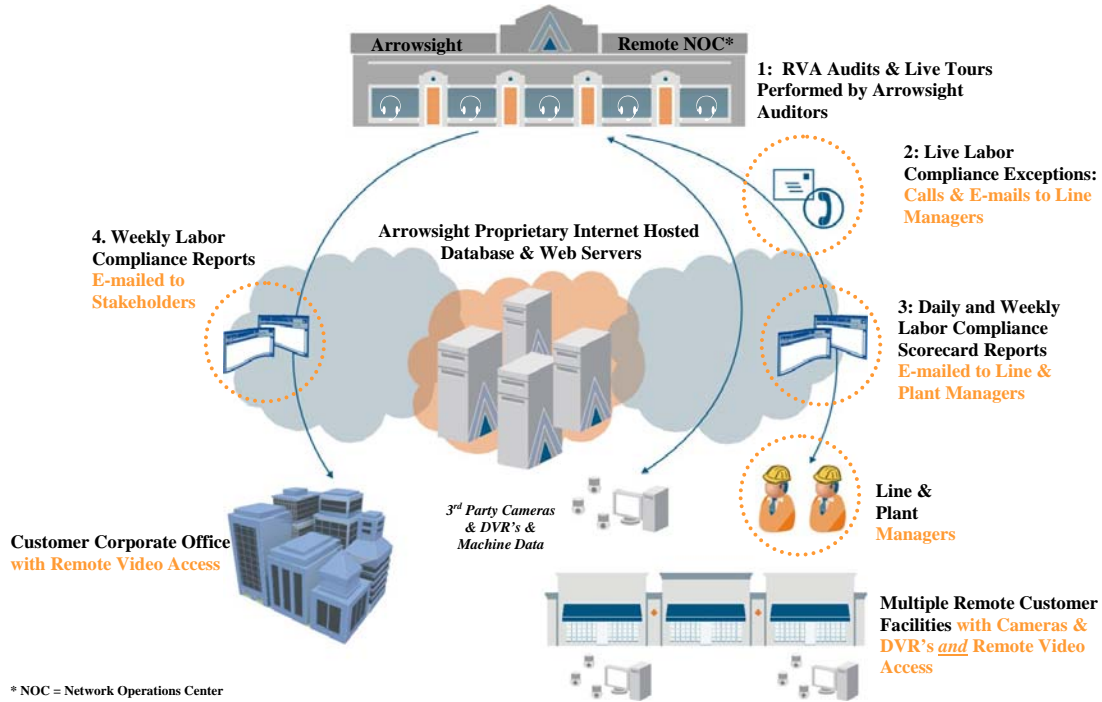 Arrowsight
Remote NOC*
1: RVA Audits & Live Tours
Performed by Arrowsight
Auditors
2: Live Labor
Compliance Exceptions:
Calls & E-mails to Line
Managers
4. Weekly Labor
Compliance Reports
E-mailed to
Stakeholders
Arrowsight Proprietary Internet Hosted
Database & Web Servers
3: Daily and Weekly
Labor Compliance
Scorecard Reports
E-mailed to Line &
Plant Managers
3rd Party Cameras
& DVR's &
Machine Data
Line &
Plant
Managers
Customer Corporate Office
with Remote Video Access
Multiple Remote Customer
Facilities with Cameras &
DVR's and Remote Video
Access
* NOC = Network Operations Center